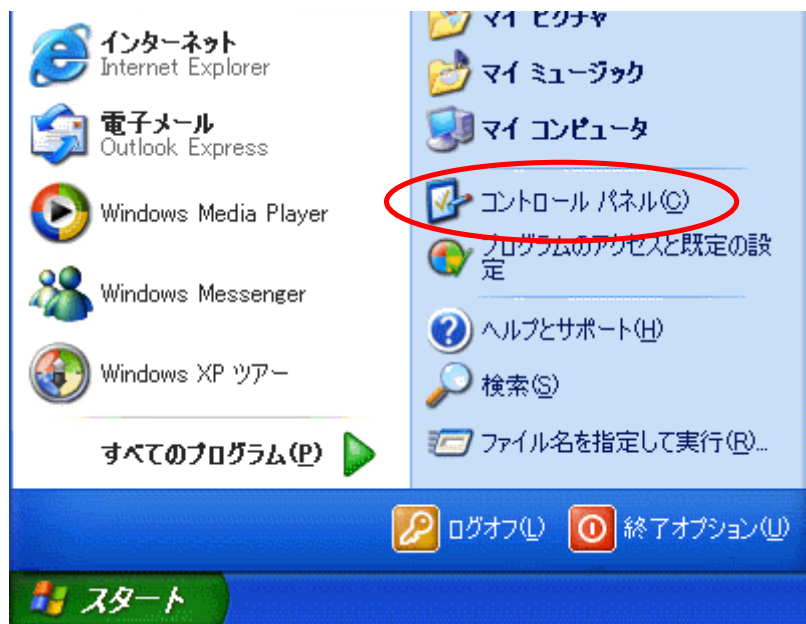 インターネット
Internet Explorer
電子メール
Outlook Express
Windows Media Player
Windows Messenger
Windows XP ツアー
すべてのプログラム(P)
マイ ピクチャ
マイ ミュージック
マイ コンピュータ
コントロール パネル(C)
プログラムのアクセスと既定の設
定
ヘルプとサポート(H)
検索(S)
ファイル名を指定して実行(R)...
ログオフ(L)
終了オプション(U)
スタート